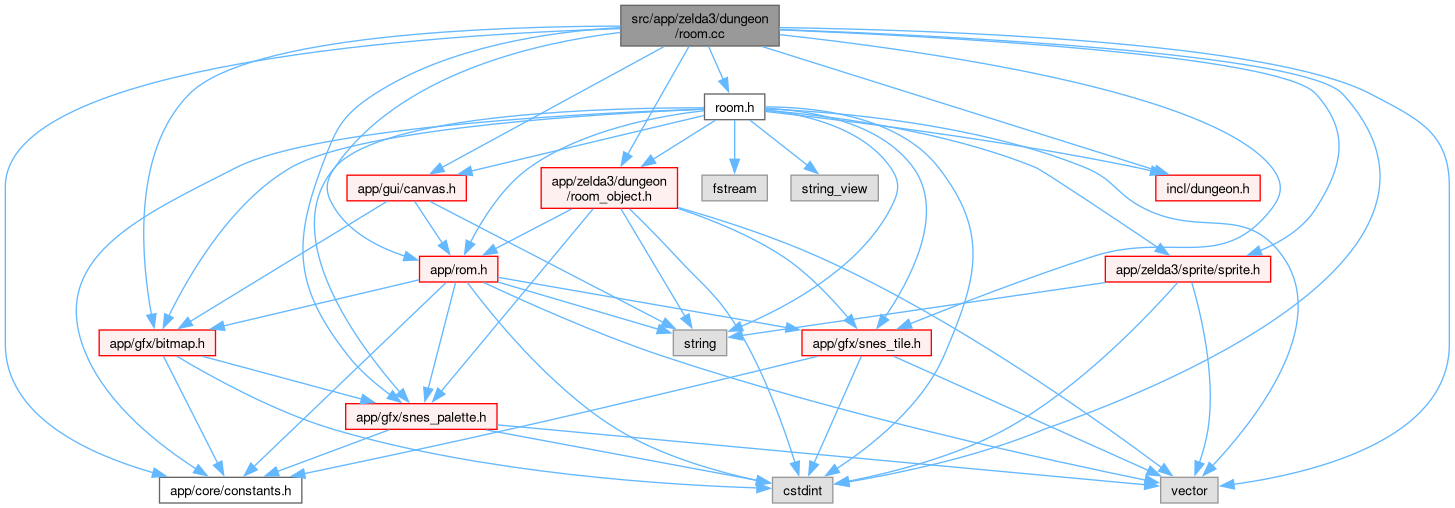 src/app/zelda3/dungeon
/room.cc
room.h
app/gui/canvas.h
app/zelda3/dungeon
/room_object.h
fstream
string_view
incl/dungeon.h
app/rom.h
app/zelda3/sprite/sprite.h
app/gfx/bitmap.h
string
app/gfx/snes_tile.h
app/gfx/snes_palette.h
app/core/constants.h
cstdint
vector